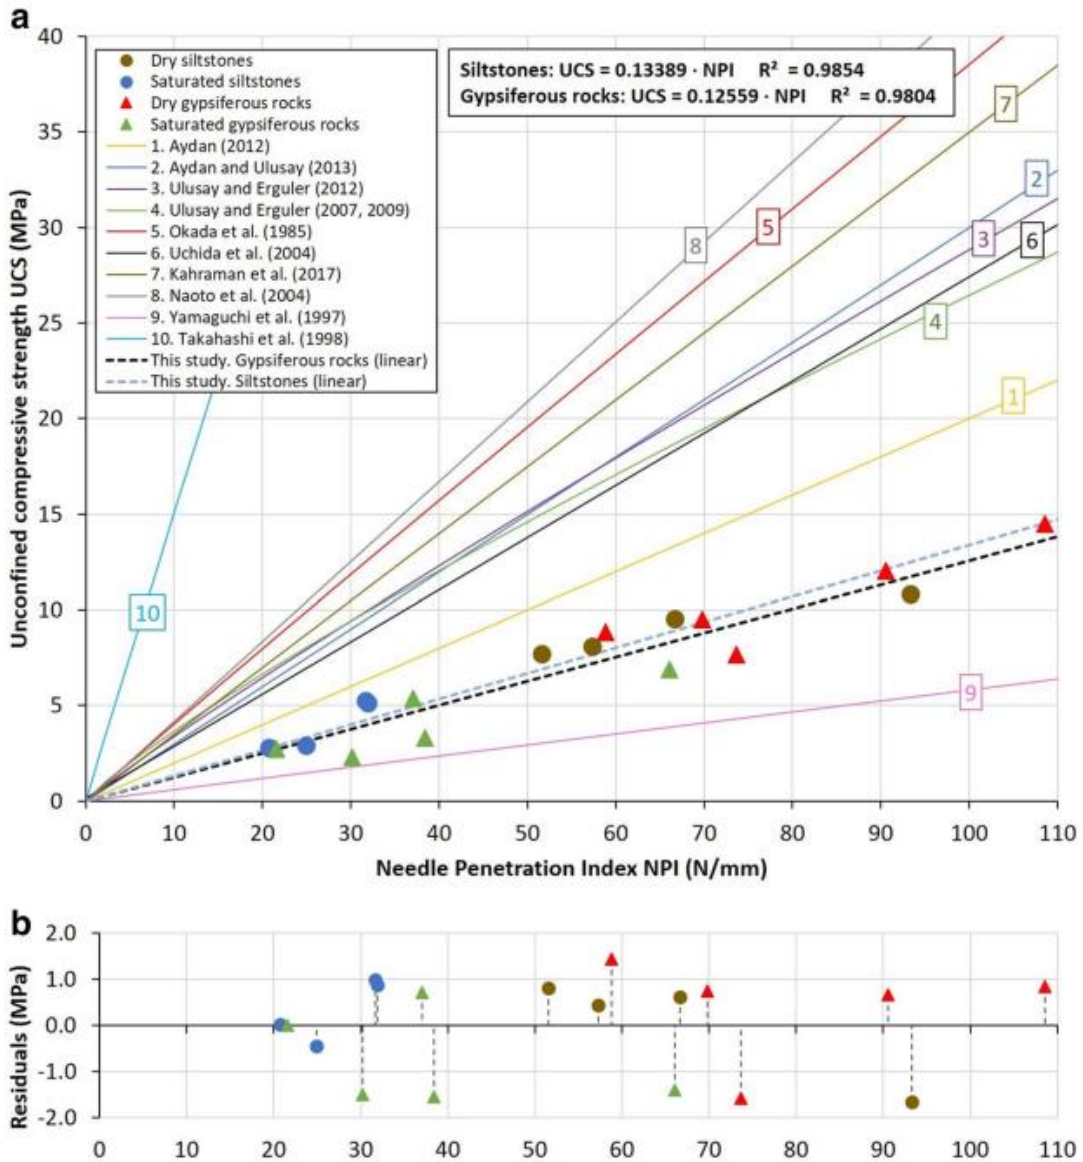 a
40
35
30
25
20
15
10
5
0
Unconfined compressive strength UCS (MPa)
Dry siltstones
Saturated siltstones
Dry gypsiferous rocks
Saturated gypsiferous rocks
1. Aydan (2012)
2. Aydan and Ulusay (2013)
3. Ulusay and Erguler (2012)
4. Ulusay and Erguler (2007, 2009)
5. Okada et al. (1985)
6. Uchida et al. (2004)
7. Kahraman et al. (2017)
8. Naoto et al. (2004)
9. Yamaguchi et al. (1997)
10. Takahashi et al. (1998)
This study. Gypsiferous rocks (linear)
This study. Siltstones (linear)
Siltstones: UCS = 0.13389 · NPI R² = 0.9854
Gypsiferous rocks: UCS = 0.12559 · NPI R² = 0.9804
7
2
5
8
3
6
4
1
10
9
0 10 20 30 40 50 60 70 80 90 100 110
Needle Penetration Index NPI (N/mm)
b
2.0
1.0
0.0
-1.0
-2.0
Residuals (MPa)
0 10 20 30 40 50 60 70 80 90 100 110